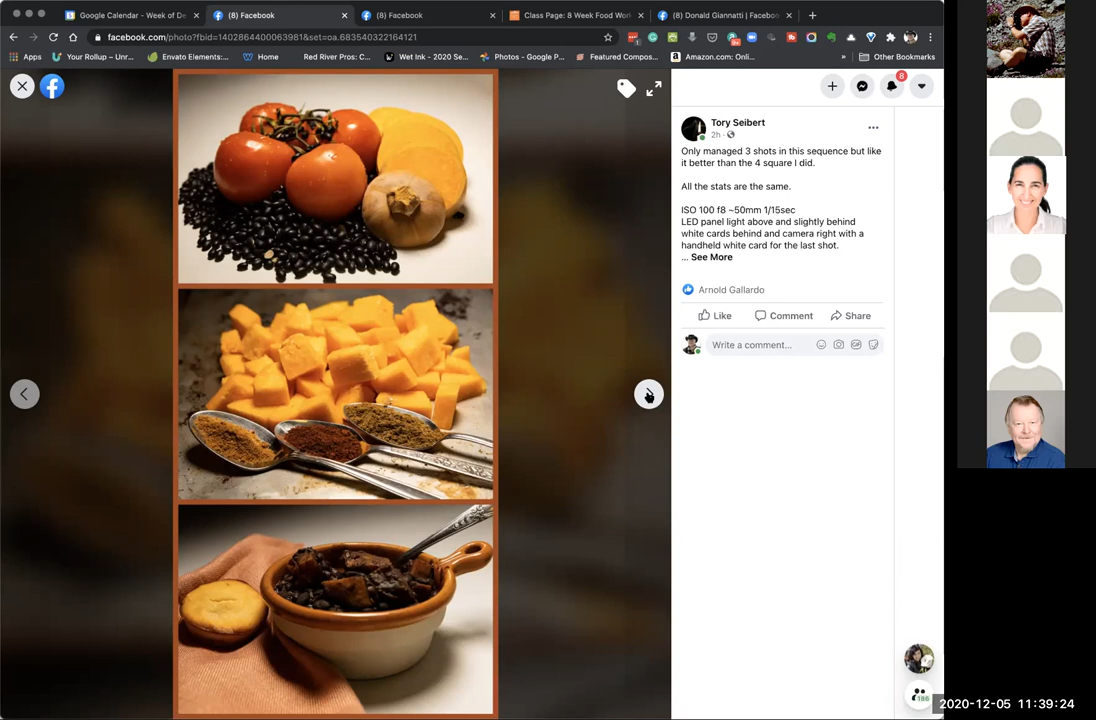 Google Calendar - Week of De
(8) Facebook
(8) Facebook
Class Page: 8 Week Food Wor
(8) Donald Giannatti | Faceboo
facebook.com/photo?fbid=1402864400063981&set=oa.683540322164121
Apps
Your Rollup – Unr...
Envato Elements:...
Home
Red River Pros: C...
Wet Ink - 2020 Se...
Photos - Google P...
Featured Compos...
Amazon.com: Onli...
»
Other Bookmarks
8
Tory Seibert
2h ·
Only managed 3 shots in this sequence but like
it better than the 4 square I did.
All the stats are the same.
ISO 100 f8 ~50mm 1/15sec
LED panel light above and slightly behind
white cards behind and camera right with a
handheld white card for the last shot.
... See More
Arnold Gallardo
Like
Comment
Share
Write a comment...
186
2020-12-05 11:39:24